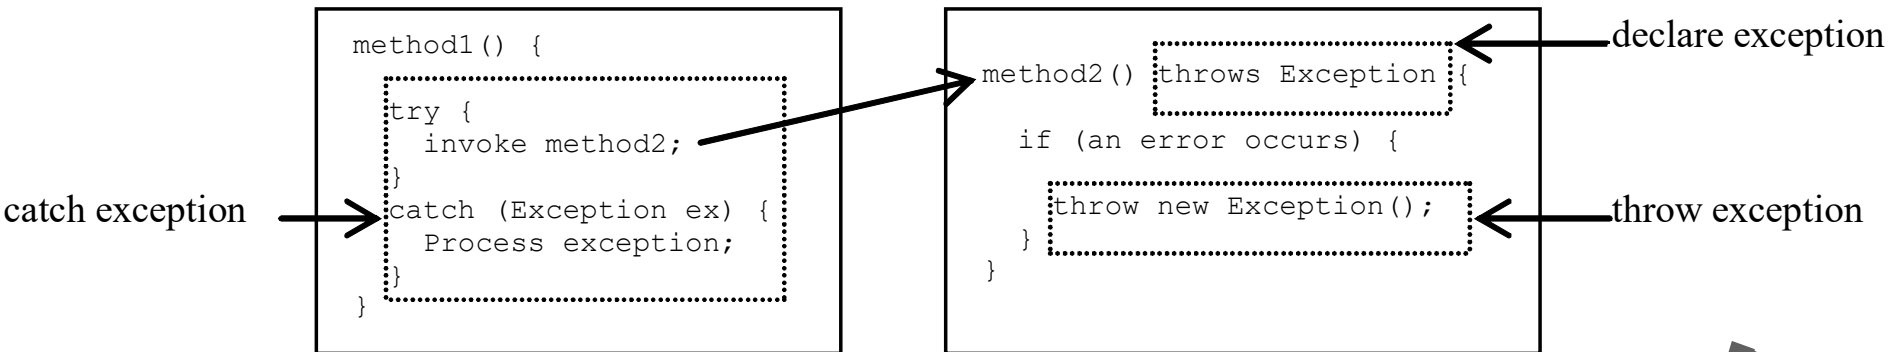 method1() {
try {
invoke method2;
}
catch (Exception ex) {
Process exception;
}
}
catch exception
method2() throws Exception {
if (an error occurs) {
throw new Exception();
}
}
declare exception
throw exception